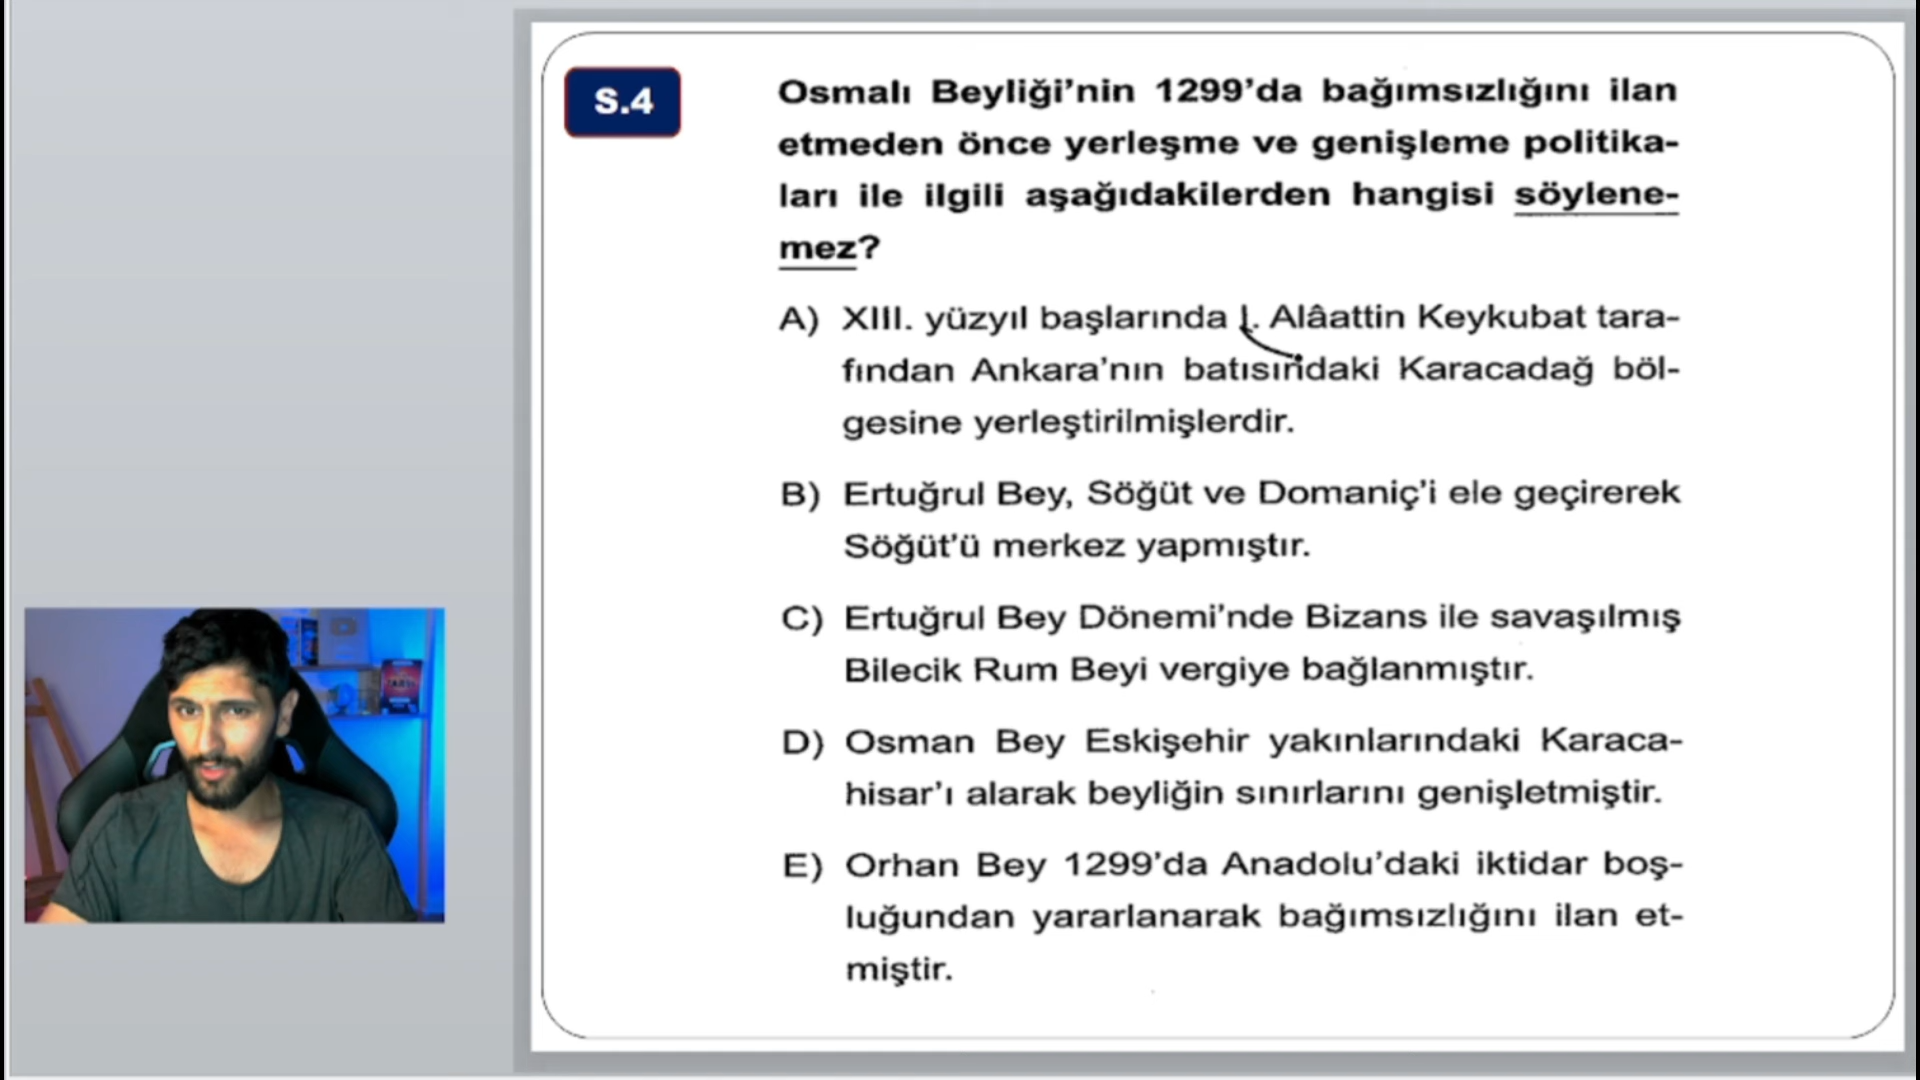 S.4
Osmalı Beyliği'nin 1299'da bağımsızlığını ilan
etmeden önce yerleşme ve genişleme politika-
ları ile ilgili aşağıdakilerden hangisi söylene-
mez?
A) XIII. yüzyıl başlarında I. Alâattin Keykubat tara-
fından Ankara'nın batısındaki Karacadağ böl-
gesine yerleştirilmişlerdir.
B) Ertuğrul Bey, Söğüt ve Domaniç'i ele geçirerek
Söğüt'ü merkez yapmıştır.
C) Ertuğrul Bey Dönemi'nde Bizans ile savaşılmış
Bilecik Rum Beyi vergiye bağlanmıştır.
D) Osman Bey Eskişehir yakınlarındaki Karaca-
hisar'ı alarak beyliğin sınırlarını genişletmiştir.
E) Orhan Bey 1299'da Anadolu'daki iktidar boş-
luğundan yararlanarak bağımsızlığını ilan et-
miştir.